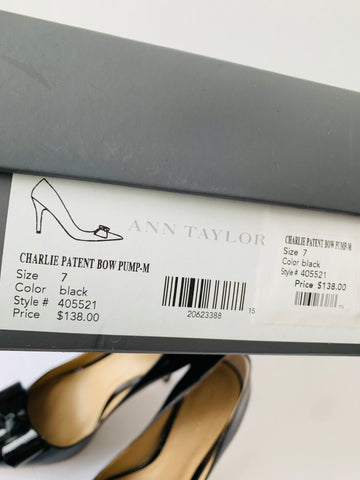 ANN TAYLOR
CHARLIE PATENT BOW PUMP-M
Size 7
Color black
Style # 405521
Price $138.00
20623388
15
CHARLIE PATENT BOW PUMP-M
Size 7
Color black
Style # 405521
Price $138.00